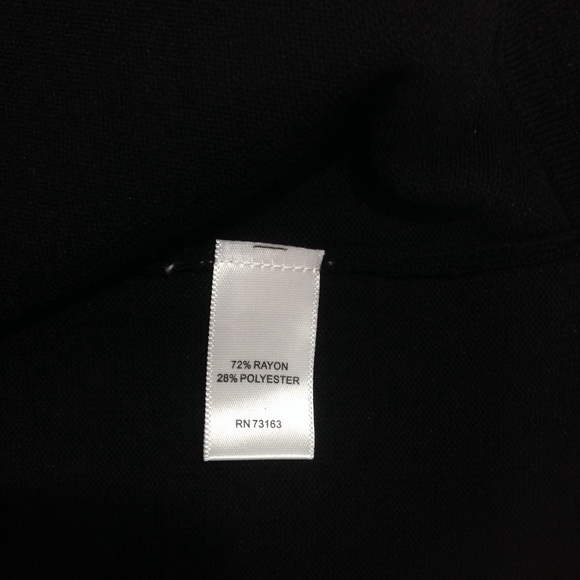 72% RAYON
28% POLYESTER
RN 73163